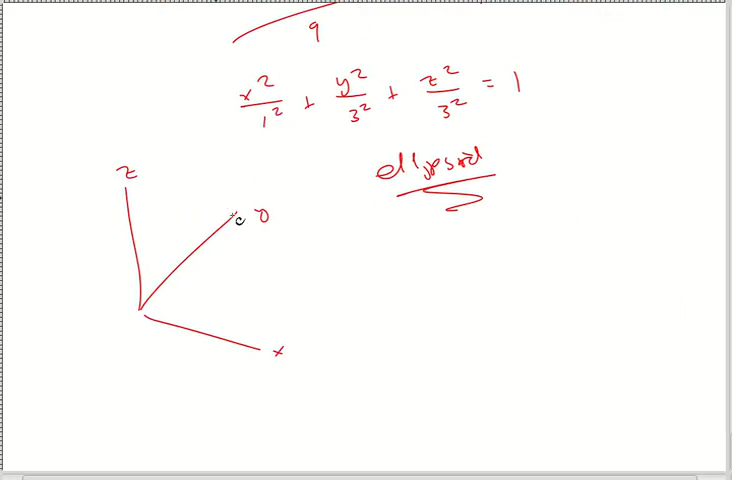 9
x²/1² + y²/3² + z²/3² = 1
ellipsoid
z
x